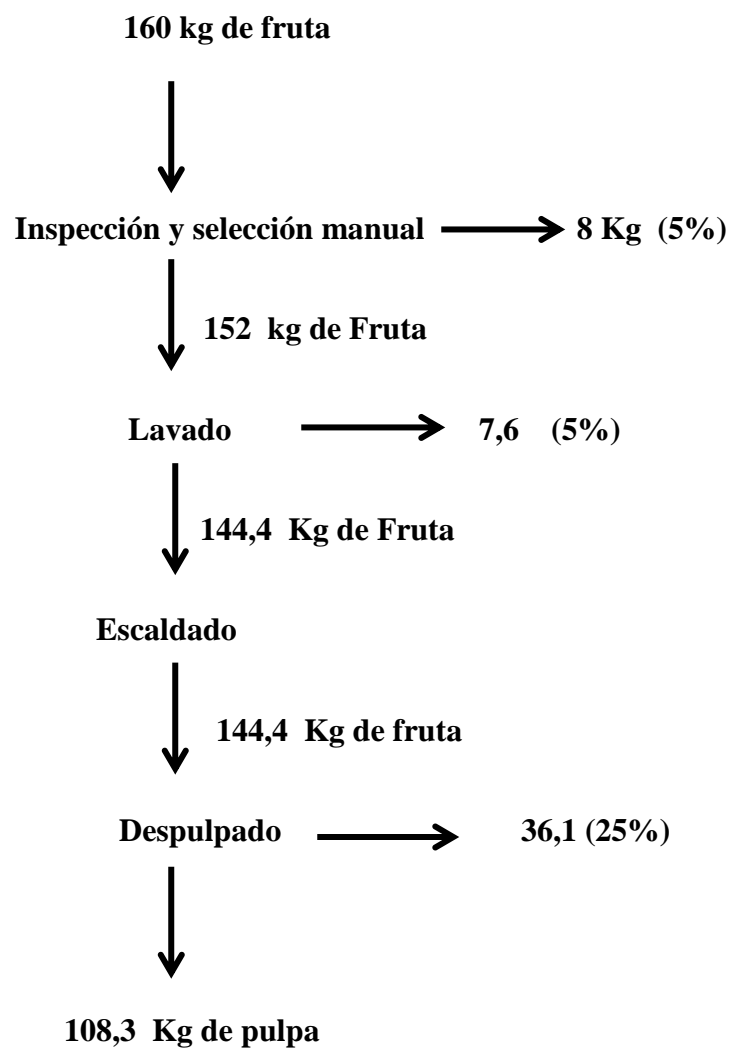 160 kg de fruta
Inspección y selección manual 8 Kg (5%)
152 kg de Fruta
Lavado 7,6 (5%)
144,4 Kg de Fruta
Escaldado
144,4 Kg de fruta
Despulpado 36,1 (25%)
108,3 Kg de pulpa